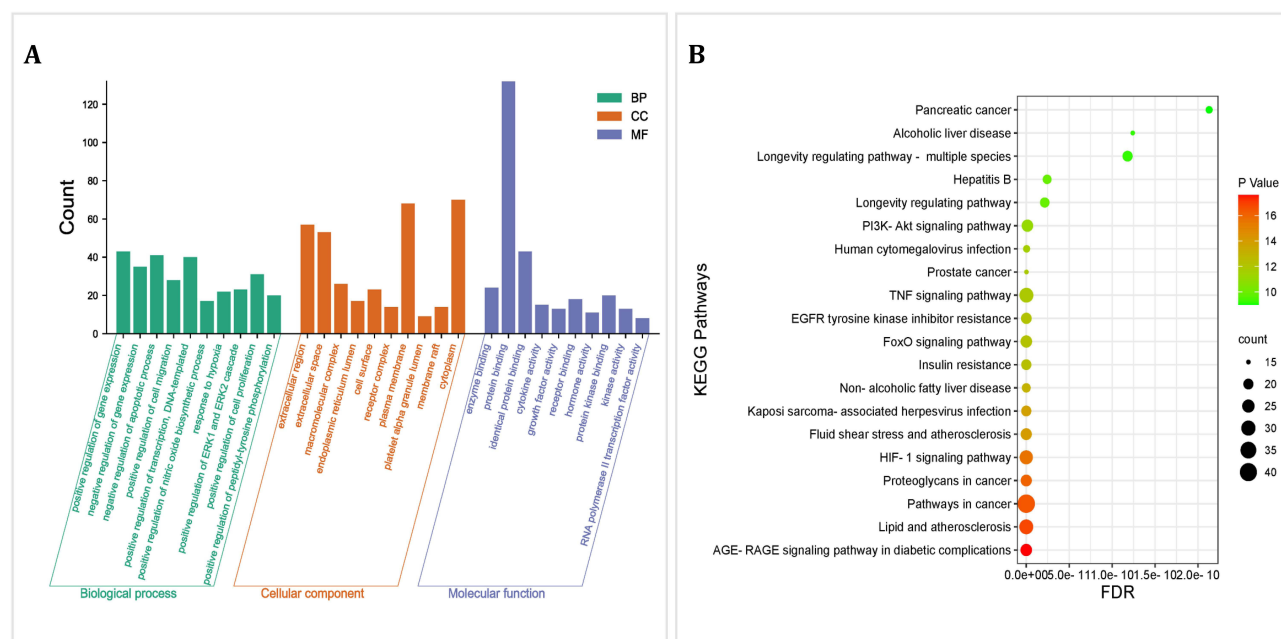 A
Count
120
100
80
60
40
20
0
BP
CC
MF
positive regulation of gene expression
negative regulation of gene expression
negative regulation of apoptotic process
positive regulation of cell migration
positive regulation of transcription, DNA-templated
positive regulation of nitric oxide biosynthetic process
response to hypoxia
positive regulation of ERK1 and ERK2 cascade
positive regulation of cell proliferation
positive regulation of peptidyl-tyrosine phosphorylation
extracellular region
extracellular space
macromolecular complex
endoplasmic reticulum lumen
cell surface
receptor complex
plasma membrane
platelet alpha granule lumen
membrane raft
cytoplasm
enzyme binding
protein binding
identical protein binding
cytokine activity
growth factor activity
receptor binding
hormone activity
protein kinase binding
kinase activity
RNA polymerase II transcription factor activity
Biological process
Cellular component
Molecular function
B
KEGG Pathways
Pancreatic cancer
Alcoholic liver disease
Longevity regulating pathway - multiple species
Hepatitis B
Longevity regulating pathway
PI3K- Akt signaling pathway
Human cytomegalovirus infection
Prostate cancer
TNF signaling pathway
EGFR tyrosine kinase inhibitor resistance
FoxO signaling pathway
Insulin resistance
Non- alcoholic fatty liver disease
Kaposi sarcoma- associated herpesvirus infection
Fluid shear stress and atherosclerosis
HIF- 1 signaling pathway
Proteoglycans in cancer
Pathways in cancer
Lipid and atherosclerosis
AGE- RAGE signaling pathway in diabetic complications
0.0e+005.0e- 111.0e- 101.5e- 102.0e- 10
FDR
P Value
16
14
12
10
count
15
20
25
30
35
40